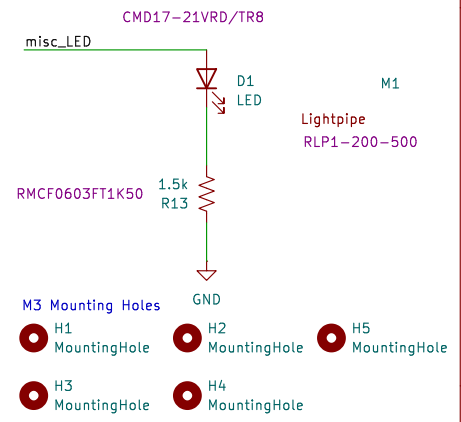 CMD17-21VRD/TR8
misc_LED
D1
LED
M1
Lightpipe
RLP1-200-500
RMCF0603FT1K50
1.5k
R13
GND
M3 Mounting Holes
H1
MountingHole
H2
MountingHole
H5
MountingHole
H3
MountingHole
H4
MountingHole